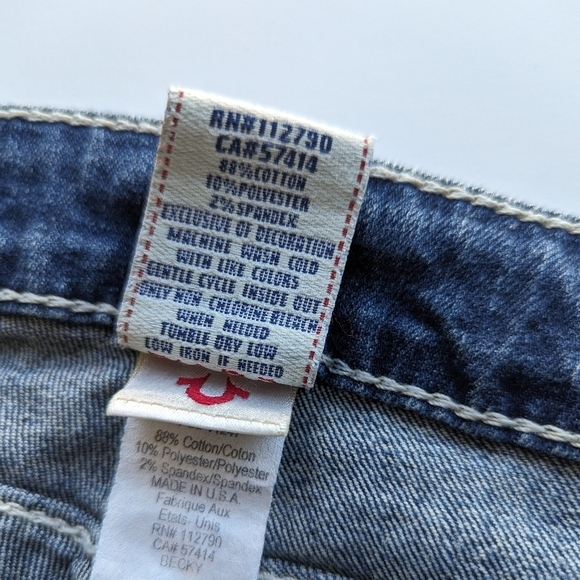 RN#112790
CA#57414
88%COTTON
10%POLYESTER
2%SPANDEX
EXCLUSIVE OF DECORATION
MACHINE WASH COLD
WITH LIKE COLORS
GENTLE CYCLE INSIDE OUT
ONLY NON-CHLORINE BLEACH
WHEN NEEDED
TUMBLE DRY LOW
LOW IRON IF NEEDED
88% Cotton/Coton
10% Polyester/Polyester
2% Spandex/Spandex
MADE IN U.S.A.
Fabrique Aux
Etats-Unis
RN# 112790
CA# 57414
BECKY